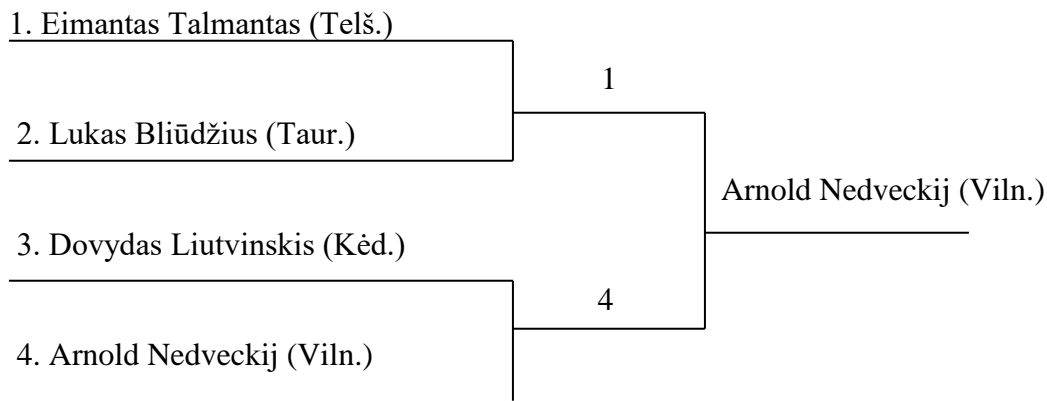 1. Eimantas Talmantas (Telš.)
1
2. Lukas Bliūdžius (Taur.)
Arnold Nedveckij (Viln.)
3. Dovydas Liutvinskis (Kėd.)
4
4. Arnold Nedveckij (Viln.)